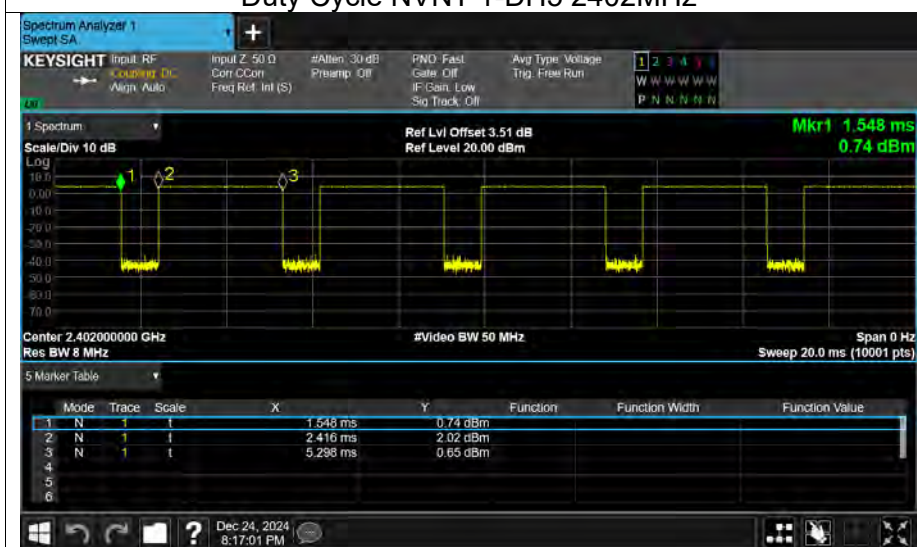 Duty Cycle NVNT 1-DH5 2402MHz
Spectrum Analyzer 1
Swept SA
+
KEYSIGHT Input: RF Input Z: 50 Ω #Atten: 30 dB PNO: Fast Avg Type: Voltage 1 2 3 4 5 6
Coupling: DC Corr CCorr Preamp: Off Gate: Off Trig: Free Run W W W W W W
Align: Auto Freq Ref: Int (S) IF Gain: Low
Sig Track: Off P N N N N N
1 Spectrum Ref Lvl Offset 3.51 dB Mkr1 1.548 ms
Scale/Div 10 dB Ref Level 20.00 dBm 0.74 dBm
Log
10.0 1 2 3
0.00
-10.0
-20.0
-30.0
-40.0
-50.0
-60.0
-70.0
Center 2.402000000 GHz #Video BW 50 MHz Span 0 Hz
Res BW 8 MHz Sweep 20.0 ms (10001 pts)
5 Marker Table
Mode Trace Scale X Y Function Function Width Function Value
1 N 1 t 1.548 ms 0.74 dBm
2 N 1 t 2.416 ms 2.02 dBm
3 N 1 t 5.298 ms 0.65 dBm
4
5
6
? Dec 24, 2024
8:17:01 PM